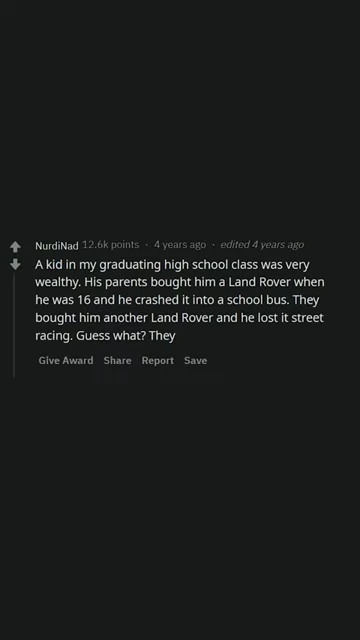 NurdiNad 12.6k points · 4 years ago · edited 4 years ago
A kid in my graduating high school class was very
wealthy. His parents bought him a Land Rover when
he was 16 and he crashed it into a school bus. They
bought him another Land Rover and he lost it street
racing. Guess what? They
Give Award Share Report Save